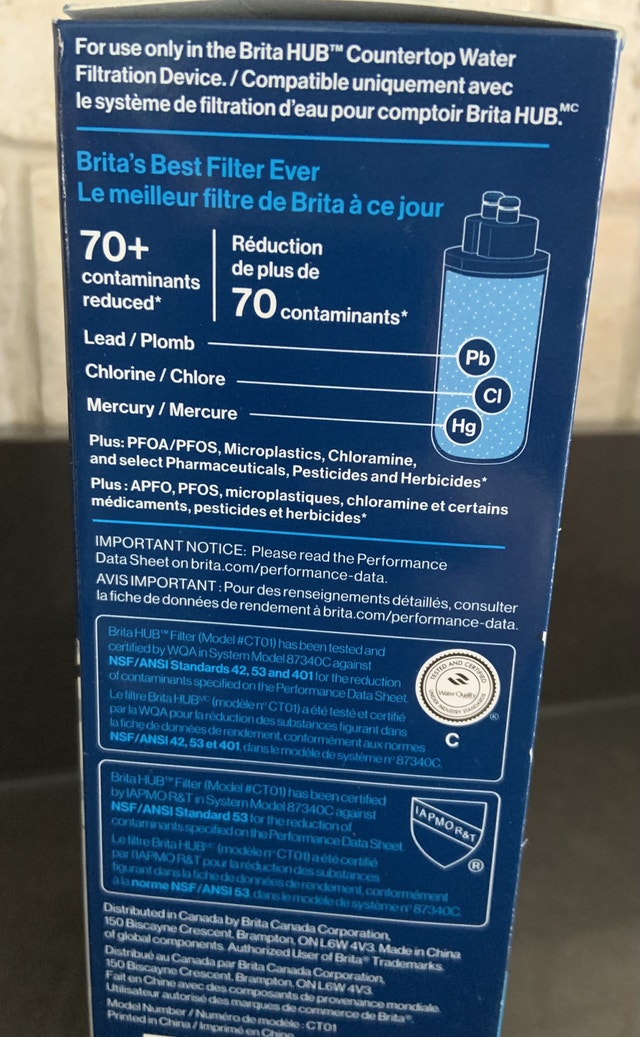 For use only in the Brita HUB™ Countertop Water
Filtration Device. / Compatible uniquement avec
le système de filtration d'eau pour comptoir Brita HUB.MC
Brita's Best Filter Ever
Le meilleur filtre de Brita à ce jour
70+
contaminants
reduced*
Réduction
de plus de
70 contaminants*
Lead / Plomb
Pb
Chlorine / Chlore
Cl
Mercury / Mercure
Hg
Plus: PFOA/PFOS, Microplastics, Chloramine,
and select Pharmaceuticals, Pesticides and Herbicides*
Plus : APFO, PFOS, microplastiques, chloramine et certains
médicaments, pesticides et herbicides*
IMPORTANT NOTICE: Please read the Performance
Data Sheet on brita.com/performance-data.
AVIS IMPORTANT : Pour des renseignements détaillés, consulter
la fiche de données de rendement à brita.com/performance-data.
Brita HUB™ Filter (Model #CT01) has been tested and
certified by WQA in System Model 87340C against
NSF/ANSI Standards 42, 53 and 401 for the reduction
of contaminants specified on the Performance Data Sheet.
Le filtre Brita HUBMC (modèle n° CT01) a été testé et certifié
par la WQA pour la réduction des substances figurant dans
la fiche de données de rendement, conformément aux normes
NSF/ANSI 42, 53 et 401, dans le modèle de système n° 87340C.
TESTED AND CERTIFIED
Water Quality
UNDER INDUSTRY STANDARDS
®
C
Brita HUB™ Filter (Model #CT01) has been certified
by IAPMO R&T in System Model 87340C against
NSF/ANSI Standard 53 for the reduction of
contaminants specified on the Performance Data Sheet.
Le filtre Brita HUBMC (modèle n° CT01) a été certifié
par l'IAPMO R&T pour la réduction des substances
figurant dans la fiche de données de rendement, conformément
à la norme NSF/ANSI 53, dans le modèle de système n° 87340C.
IAPMO R&T
®
Distributed in Canada by Brita Canada Corporation,
150 Biscayne Crescent, Brampton, ON L6W 4V3. Made in China
of global components. Authorized User of Brita® Trademarks.
Distribué au Canada par Brita Canada Corporation,
150 Biscayne Crescent, Brampton, ON L6W 4V3.
Fait en Chine avec des composants de provenance mondiale.
Utilisateur autorisé des marques de commerce de Brita®.
Model Number / Numéro de modèle : CT01
Printed in China / Imprimé en Chine